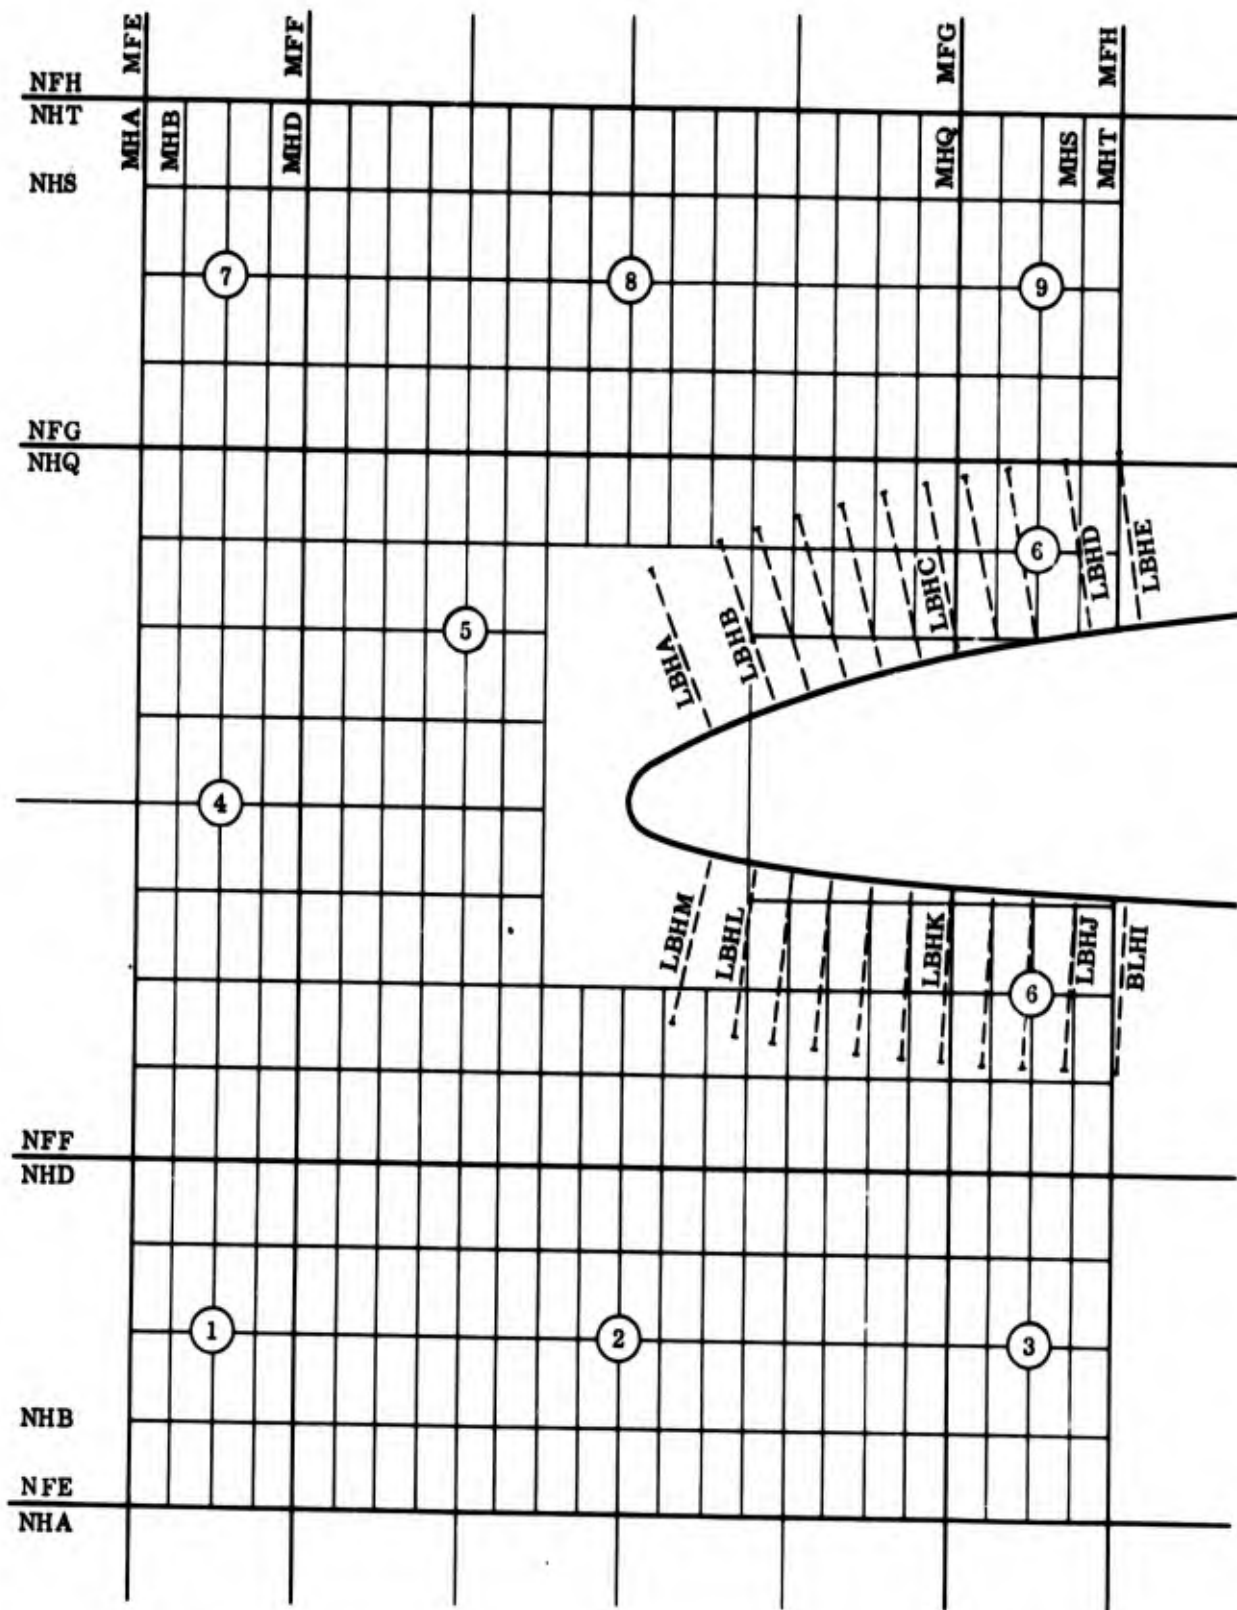 MFE
MFF
MFG
MFH
NFH
NHT
MHA
MHB
MHD
MHQ
MHS
MHT
NHS
7
8
9
NFG
NHQ
6
LBHA
LBHB
LBHC
LBHD
LBHE
5
4
LBHM
LBHL
LBHK
LBHJ
BLHI
6
NFF
NHD
1
2
3
NHB
NFE
NHA